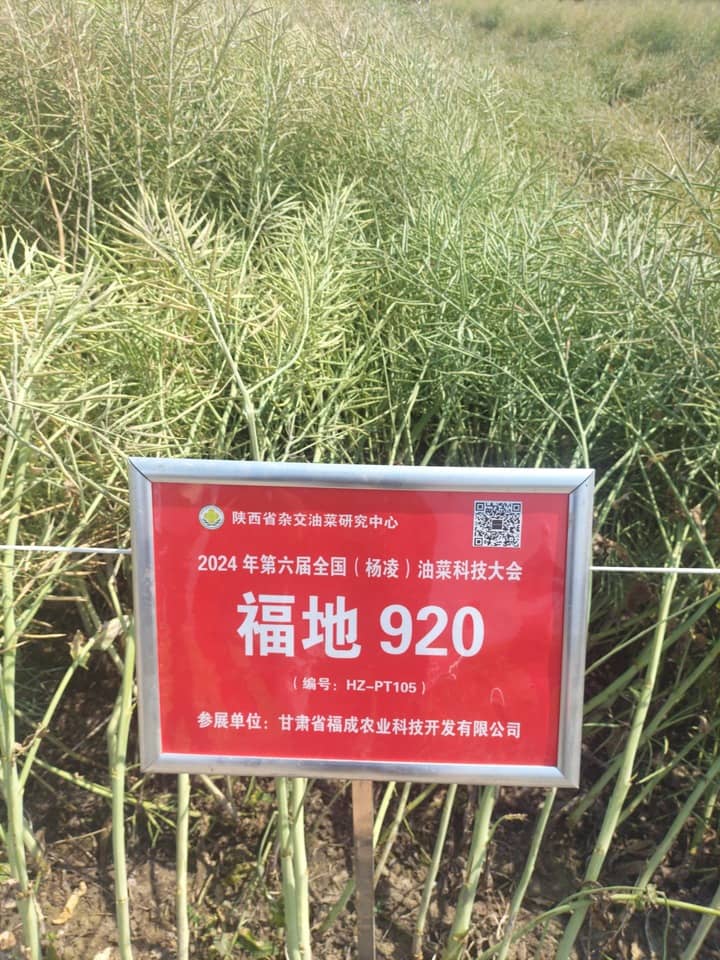 陕西省杂交油菜研究中心
2024 年第六届全国（杨凌）油菜科技大会
福地 920
（编号：HZ-PT105）
参展单位：甘肃省福成农业科技开发有限公司